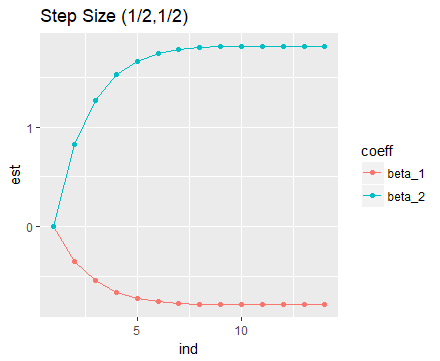 Step Size (1/2,1/2)
est
1
0
5
10
ind
coeff
beta_1
beta_2